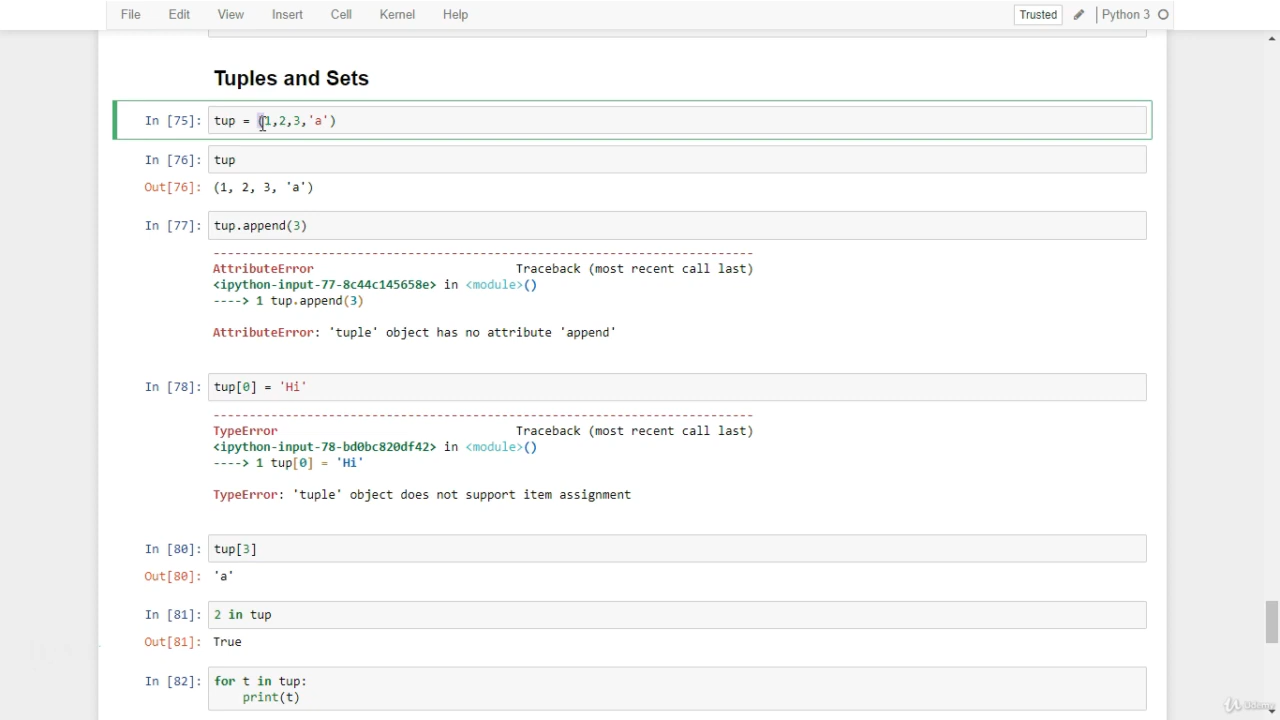 File Edit View Insert Cell Kernel Help Trusted Python 3
Tuples and Sets
In [75]: tup = (1,2,3,'a')
In [76]: tup
Out[76]: (1, 2, 3, 'a')
In [77]: tup.append(3)
---------------------------------------------------------------------------
AttributeError Traceback (most recent call last)
<ipython-input-77-8c44c145658e> in <module>()
----> 1 tup.append(3)
AttributeError: 'tuple' object has no attribute 'append'
In [78]: tup[0] = 'Hi'
---------------------------------------------------------------------------
TypeError Traceback (most recent call last)
<ipython-input-78-bd0bc820df42> in <module>()
----> 1 tup[0] = 'Hi'
TypeError: 'tuple' object does not support item assignment
In [80]: tup[3]
Out[80]: 'a'
In [81]: 2 in tup
Out[81]: True
In [82]: for t in tup:
print(t)
Udemy